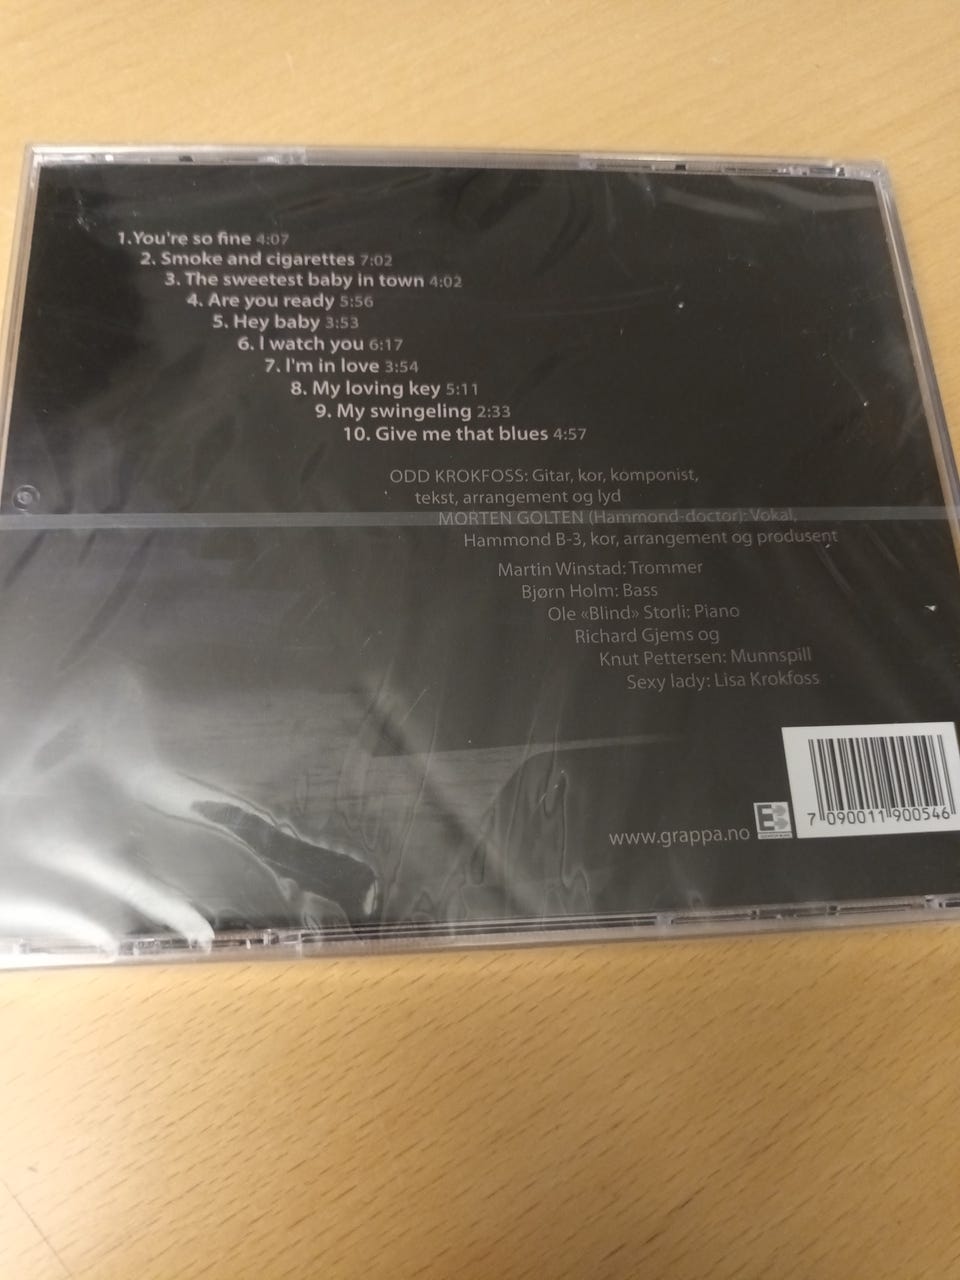 1.You're so fine 4:07
2. Smoke and cigarettes 7:02
3. The sweetest baby in town 4:02
4. Are you ready 5:56
5. Hey baby 3:53
6. I watch you 6:17
7. I'm in love 3:54
8. My loving key 5:11
9. My swingeling 2:33
10. Give me that blues 4:57
ODD KROKFOSS: Gitar, kor, komponist,
tekst, arrangement og lyd
MORTEN GOLTEN (Hammond-doctor): Vokal,
Hammond B-3, kor, arrangement og produsent
Martin Winstad: Trommer
Bjørn Holm: Bass
Ole «Blind» Storli: Piano
Richard Gjems og
Knut Pettersen: Munnspill
Sexy lady: Lisa Krokfoss
www.grappa.no
7 090011 900546